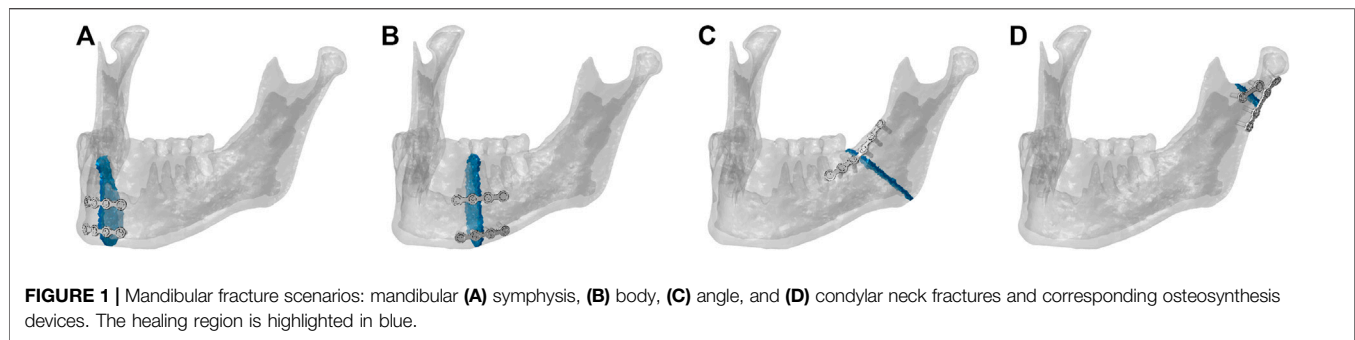 A B C D
FIGURE 1 | Mandibular fracture scenarios: mandibular (A) symphysis, (B) body, (C) angle, and (D) condylar neck fractures and corresponding osteosynthesis
devices. The healing region is highlighted in blue.